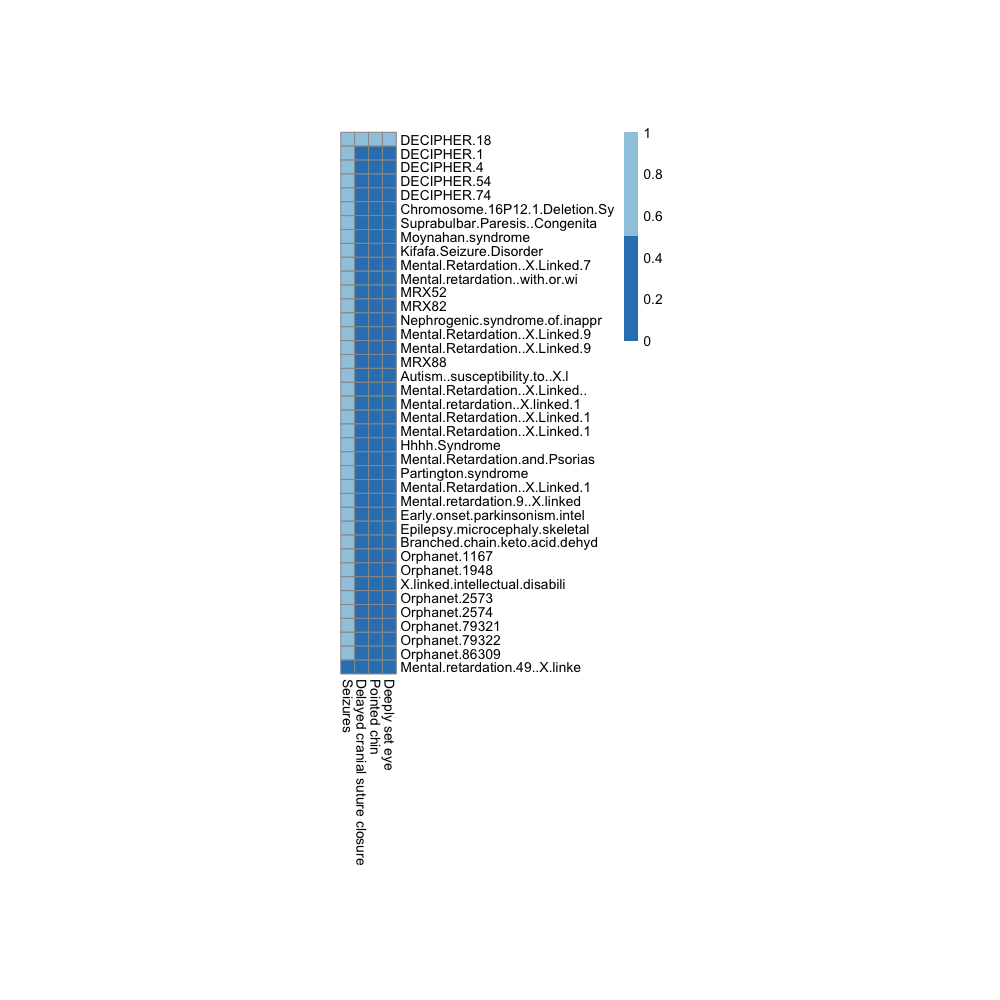 DECIPHER.18
DECIPHER.1
DECIPHER.4
DECIPHER.54
DECIPHER.74
Chromosome.16P12.1.Deletion.Sy
Suprabulbar.Paresis..Congenita
Moynahan.syndrome
Kifafa.Seizure.Disorder
Mental.Retardation..X.Linked.7
Mental.retardation..with.or.wi
MRX52
MRX82
Nephrogenic.syndrome.of.inappr
Mental.Retardation..X.Linked.9
Mental.Retardation..X.Linked.9
MRX88
Autism..susceptibility.to..X.l
Mental.Retardation..X.Linked..
Mental.retardation..X.linked.1
Mental.Retardation..X.Linked.1
Mental.Retardation..X.Linked.1
Hhhh.Syndrome
Mental.Retardation.and.Psorias
Partington.syndrome
Mental.Retardation..X.Linked.1
Mental.retardation.9..X.linked
Early.onset.parkinsonism.intel
Epilepsy.microcephaly.skeletal
Branched.chain.keto.acid.dehyd
Orphanet.1167
Orphanet.1948
X.linked.intellectual.disabili
Orphanet.2573
Orphanet.2574
Orphanet.79321
Orphanet.79322
Orphanet.86309
Mental.retardation.49..X.linke
1
0.8
0.6
0.4
0.2
0
Seizures
Delayed cranial suture closure
Pointed chin
Deeply set eye